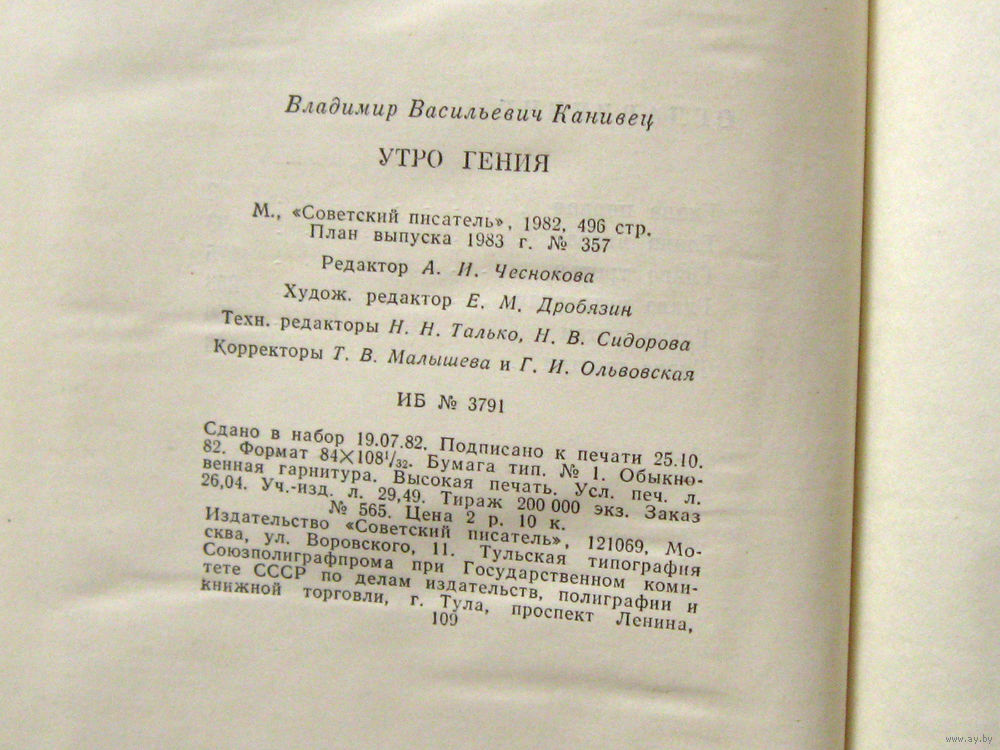 Владимир Васильевич Канивец
УТРО ГЕНИЯ
М., «Советский писатель», 1982, 496 стр.
План выпуска 1983 г. № 357
Редактор А. И. Чеснокова
Худож. редактор Е. М. Дробязин
Техн. редакторы Н. Н. Талько, Н. В. Сидорова
Корректоры Т. В. Малышева и Г. И. Ольвовская
ИБ № 3791
Сдано в набор 19.07.82. Подписано к печати 25.10.
82. Формат 84×108¹/₃₂. Бумага тип. № 1. Обыкно-
венная гарнитура. Высокая печать. Усл. печ. л.
26,04. Уч.-изд. л. 29,49. Тираж 200 000 экз. Заказ
№ 565. Цена 2 р. 10 к.
Издательство «Советский писатель», 121069, Мо-
сква, ул. Воровского, 11. Тульская типография
Союзполиграфпрома при Государственном коми-
тете СССР по делам издательств, полиграфии и
книжной торговли, г. Тула, проспект Ленина,
109
www.ay.by